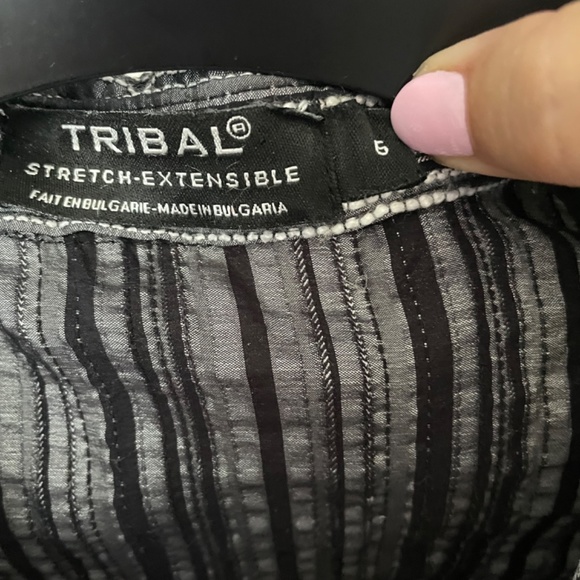 TRIBAL®
STRETCH-EXTENSIBLE
FAIT EN BULGARIE-MADE IN BULGARIA
6